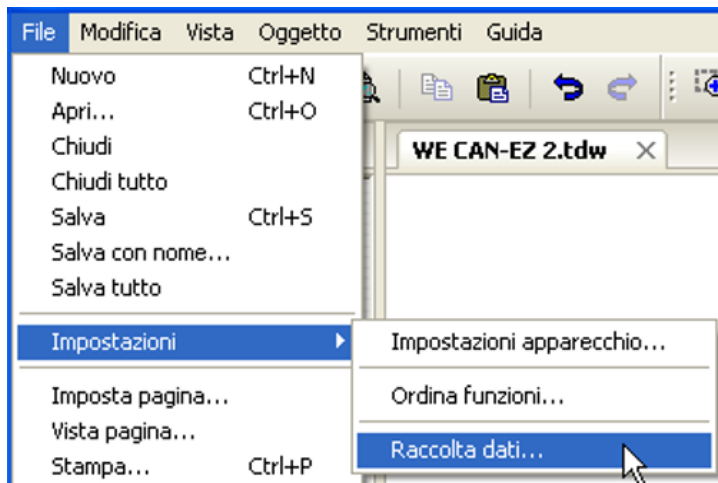 File Modifica Vista Oggetto Strumenti Guida
Nuovo Ctrl+N
Apri... Ctrl+O
Chiudi
Chiudi tutto
Salva Ctrl+S
Salva con nome...
Salva tutto
Impostazioni
Imposta pagina...
Vista pagina...
Stampa... Ctrl+P
WE CAN-EZ 2.tdw
Impostazioni apparecchio...
Ordina funzioni...
Raccolta dati...